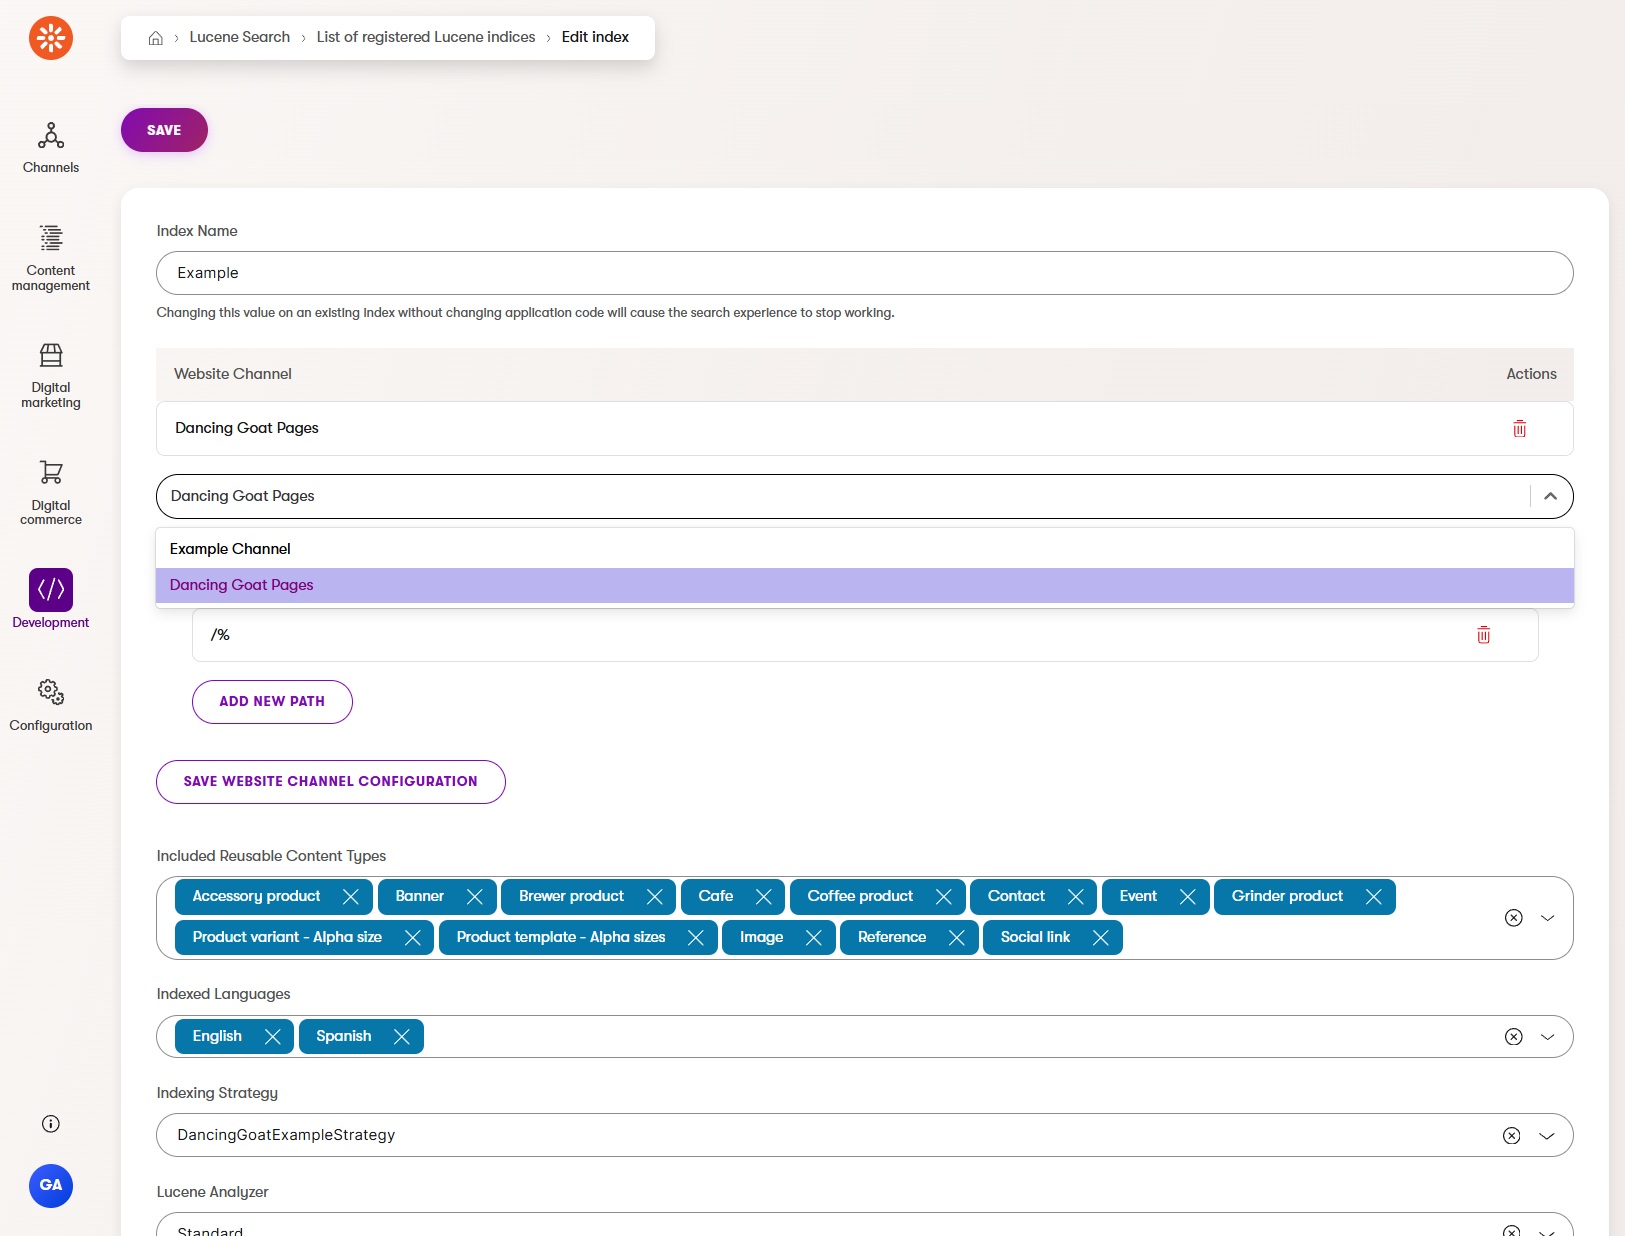 Lucene Search › List of registered Lucene indices › Edit index
SAVE
Channels
Content
management
Digital
marketing
Digital
commerce
Development
Configuration
GA
Index Name
Example
Changing this value on an existing index without changing application code will cause the search experience to stop working.
Website Channel Actions
Dancing Goat Pages
Dancing Goat Pages
Example Channel
Dancing Goat Pages
/%
ADD NEW PATH
SAVE WEBSITE CHANNEL CONFIGURATION
Included Reusable Content Types
Accessory product Banner Brewer product Cafe Coffee product Contact Event Grinder product
Product variant - Alpha size Product template - Alpha sizes Image Reference Social link
Indexed Languages
English Spanish
Indexing Strategy
DancingGoatExampleStrategy
Lucene Analyzer
Standard